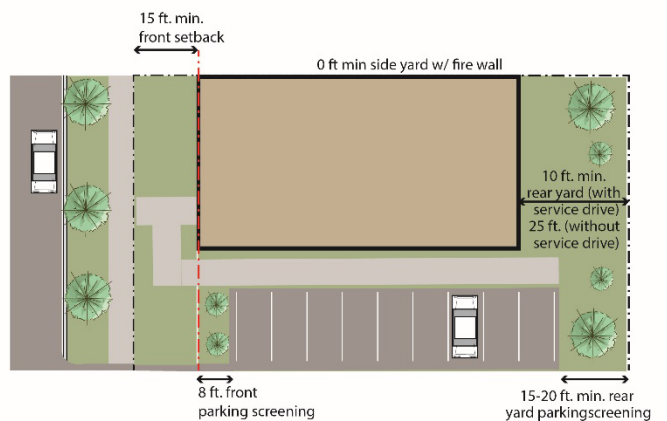 15 ft. min.
front setback
0 ft min side yard w/ fire wall
10 ft. min.
rear yard (with
service drive)
25 ft. (without
service drive)
8 ft. front
parking screening
15-20 ft. min. rear
yard parkingscreening